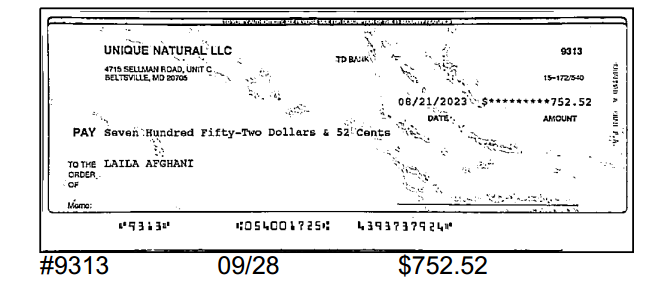 UNIQUE NATURAL LLC
4715 SELLMAN ROAD, UNIT C
BELTSVILLE, MD 20705
TD BANK
9313
15-172/540
08/21/2023 $*********752.52
DATE AMOUNT
PAY Seven Hundred Fifty-Two Dollars & 52 Cents
TO THE ORDER OF LAILA AFGHANI
Memo:
⑈9313⑈ ⑆054001725⑆ 4393737924⑈
#9313 09/28 $752.52